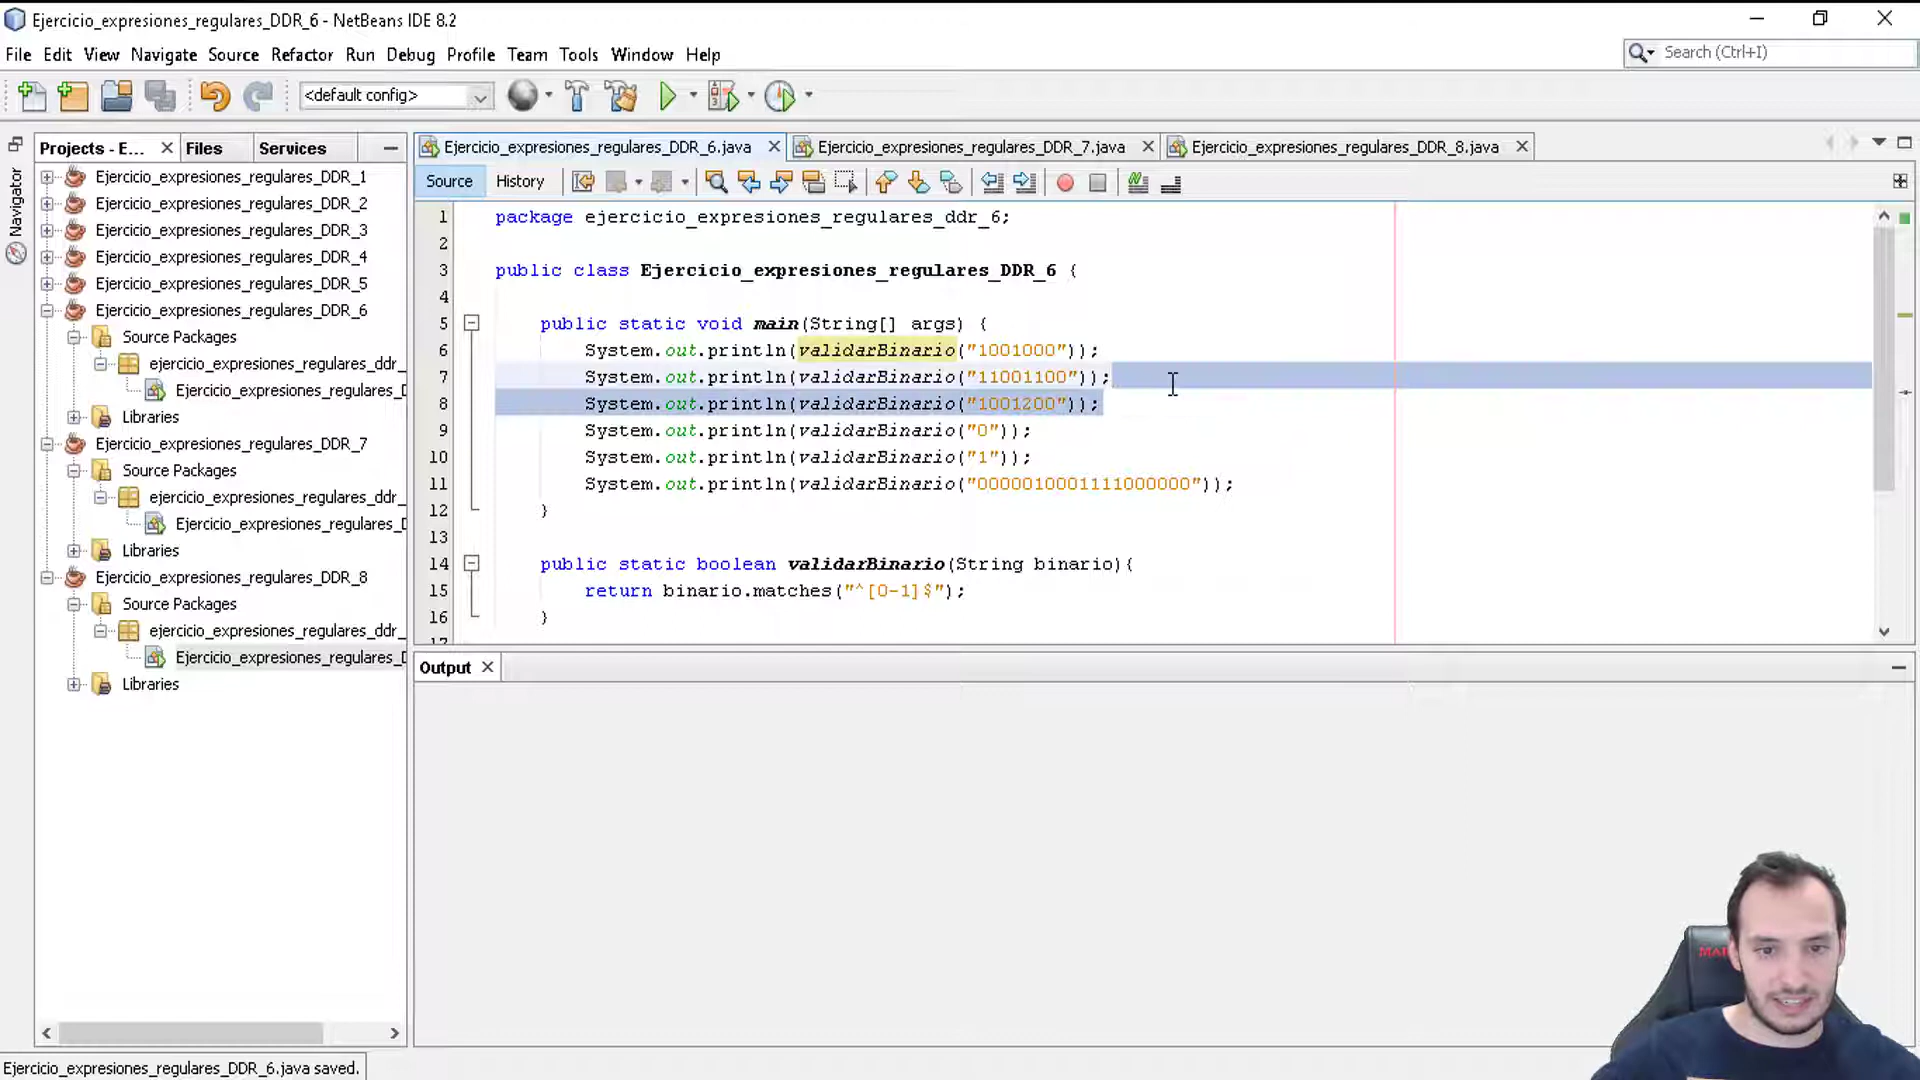 Ejercicio_expresiones_regulares_DDR_6 - NetBeans IDE 8.2
File Edit View Navigate Source Refactor Run Debug Profile Team Tools Window Help
Search (Ctrl+I)
<default config>
Projects - E... Files Services
Navigator
Ejercicio_expresiones_regulares_DDR_1
Ejercicio_expresiones_regulares_DDR_2
Ejercicio_expresiones_regulares_DDR_3
Ejercicio_expresiones_regulares_DDR_4
Ejercicio_expresiones_regulares_DDR_5
Ejercicio_expresiones_regulares_DDR_6
Source Packages
ejercicio_expresiones_regulares_ddr_
Ejercicio_expresiones_regulares_D
Libraries
Ejercicio_expresiones_regulares_DDR_7
Source Packages
ejercicio_expresiones_regulares_ddr_
Ejercicio_expresiones_regulares_D
Libraries
Ejercicio_expresiones_regulares_DDR_8
Source Packages
ejercicio_expresiones_regulares_ddr_
Ejercicio_expresiones_regulares_D
Libraries
Ejercicio_expresiones_regulares_DDR_6.java Ejercicio_expresiones_regulares_DDR_7.java Ejercicio_expresiones_regulares_DDR_8.java
Source History
1 package ejercicio_expresiones_regulares_ddr_6;
2
3 public class Ejercicio_expresiones_regulares_DDR_6 {
4
5 public static void main(String[] args) {
6 System.out.println(validarBinario("1001000"));
7 System.out.println(validarBinario("11001100"));
8 System.out.println(validarBinario("1001200"));
9 System.out.println(validarBinario("0"));
10 System.out.println(validarBinario("1"));
11 System.out.println(validarBinario("0000010001111000000"));
12 }
13
14 public static boolean validarBinario(String binario){
15 return binario.matches("^[0-1]$");
16 }
17
Output
Ejercicio_expresiones_regulares_DDR_6.java saved.